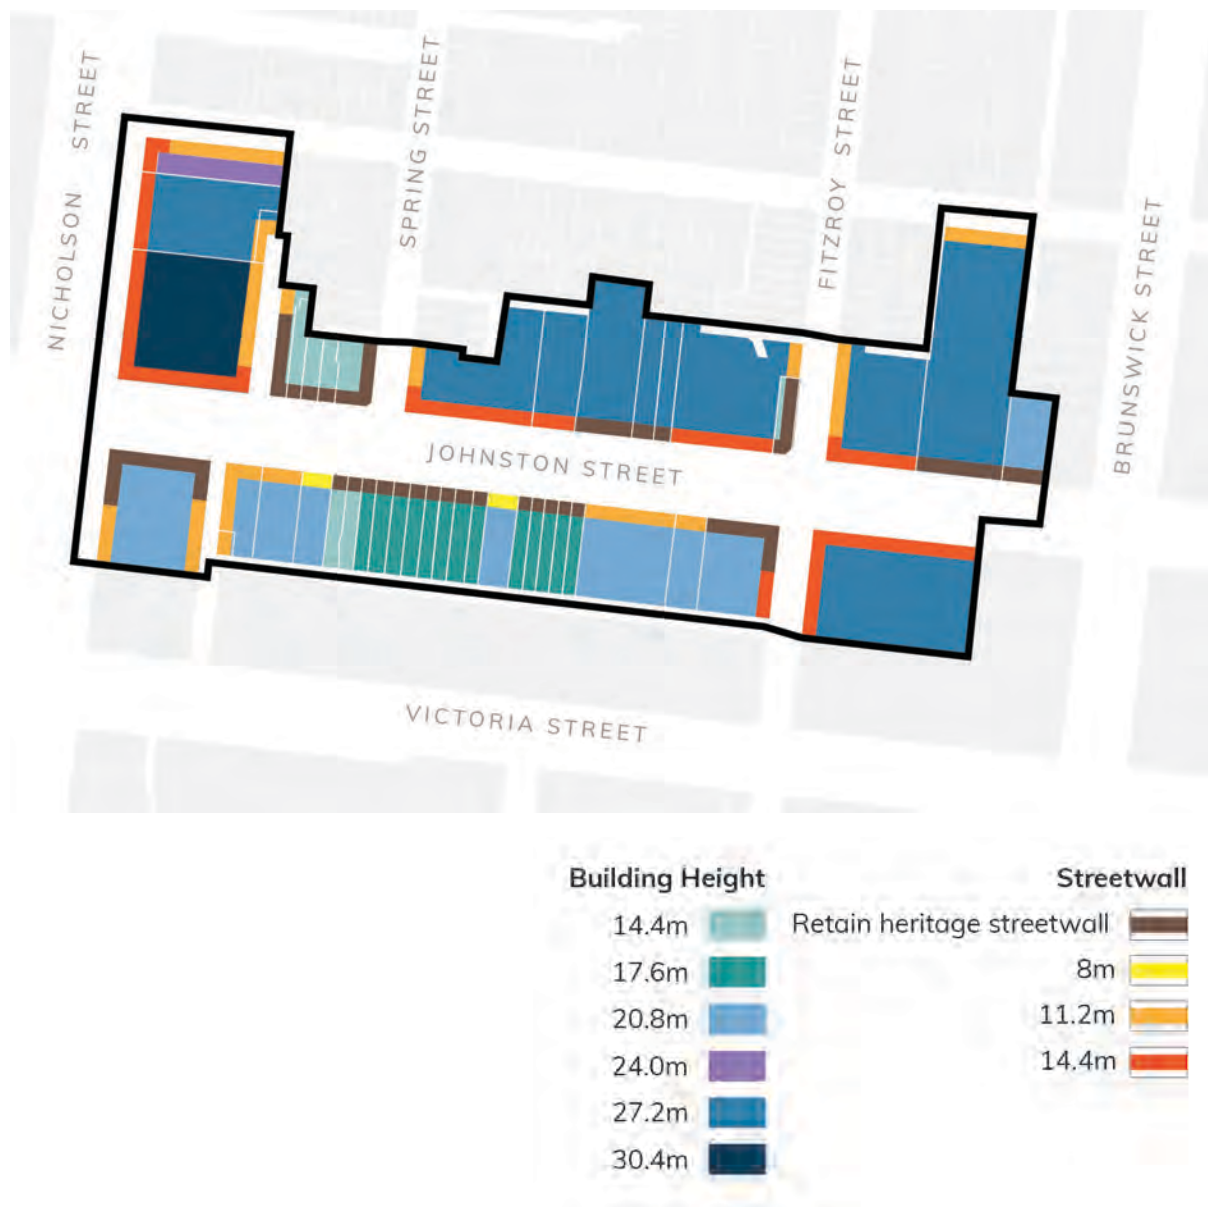 NICHOLSON STREET
SPRING STREET
FITZROY STREET
BRUNSWICK STREET
JOHNSTON STREET
VICTORIA STREET
Building Height
14.4m
17.6m
20.8m
24.0m
27.2m
30.4m
Streetwall
Retain heritage streetwall
8m
11.2m
14.4m